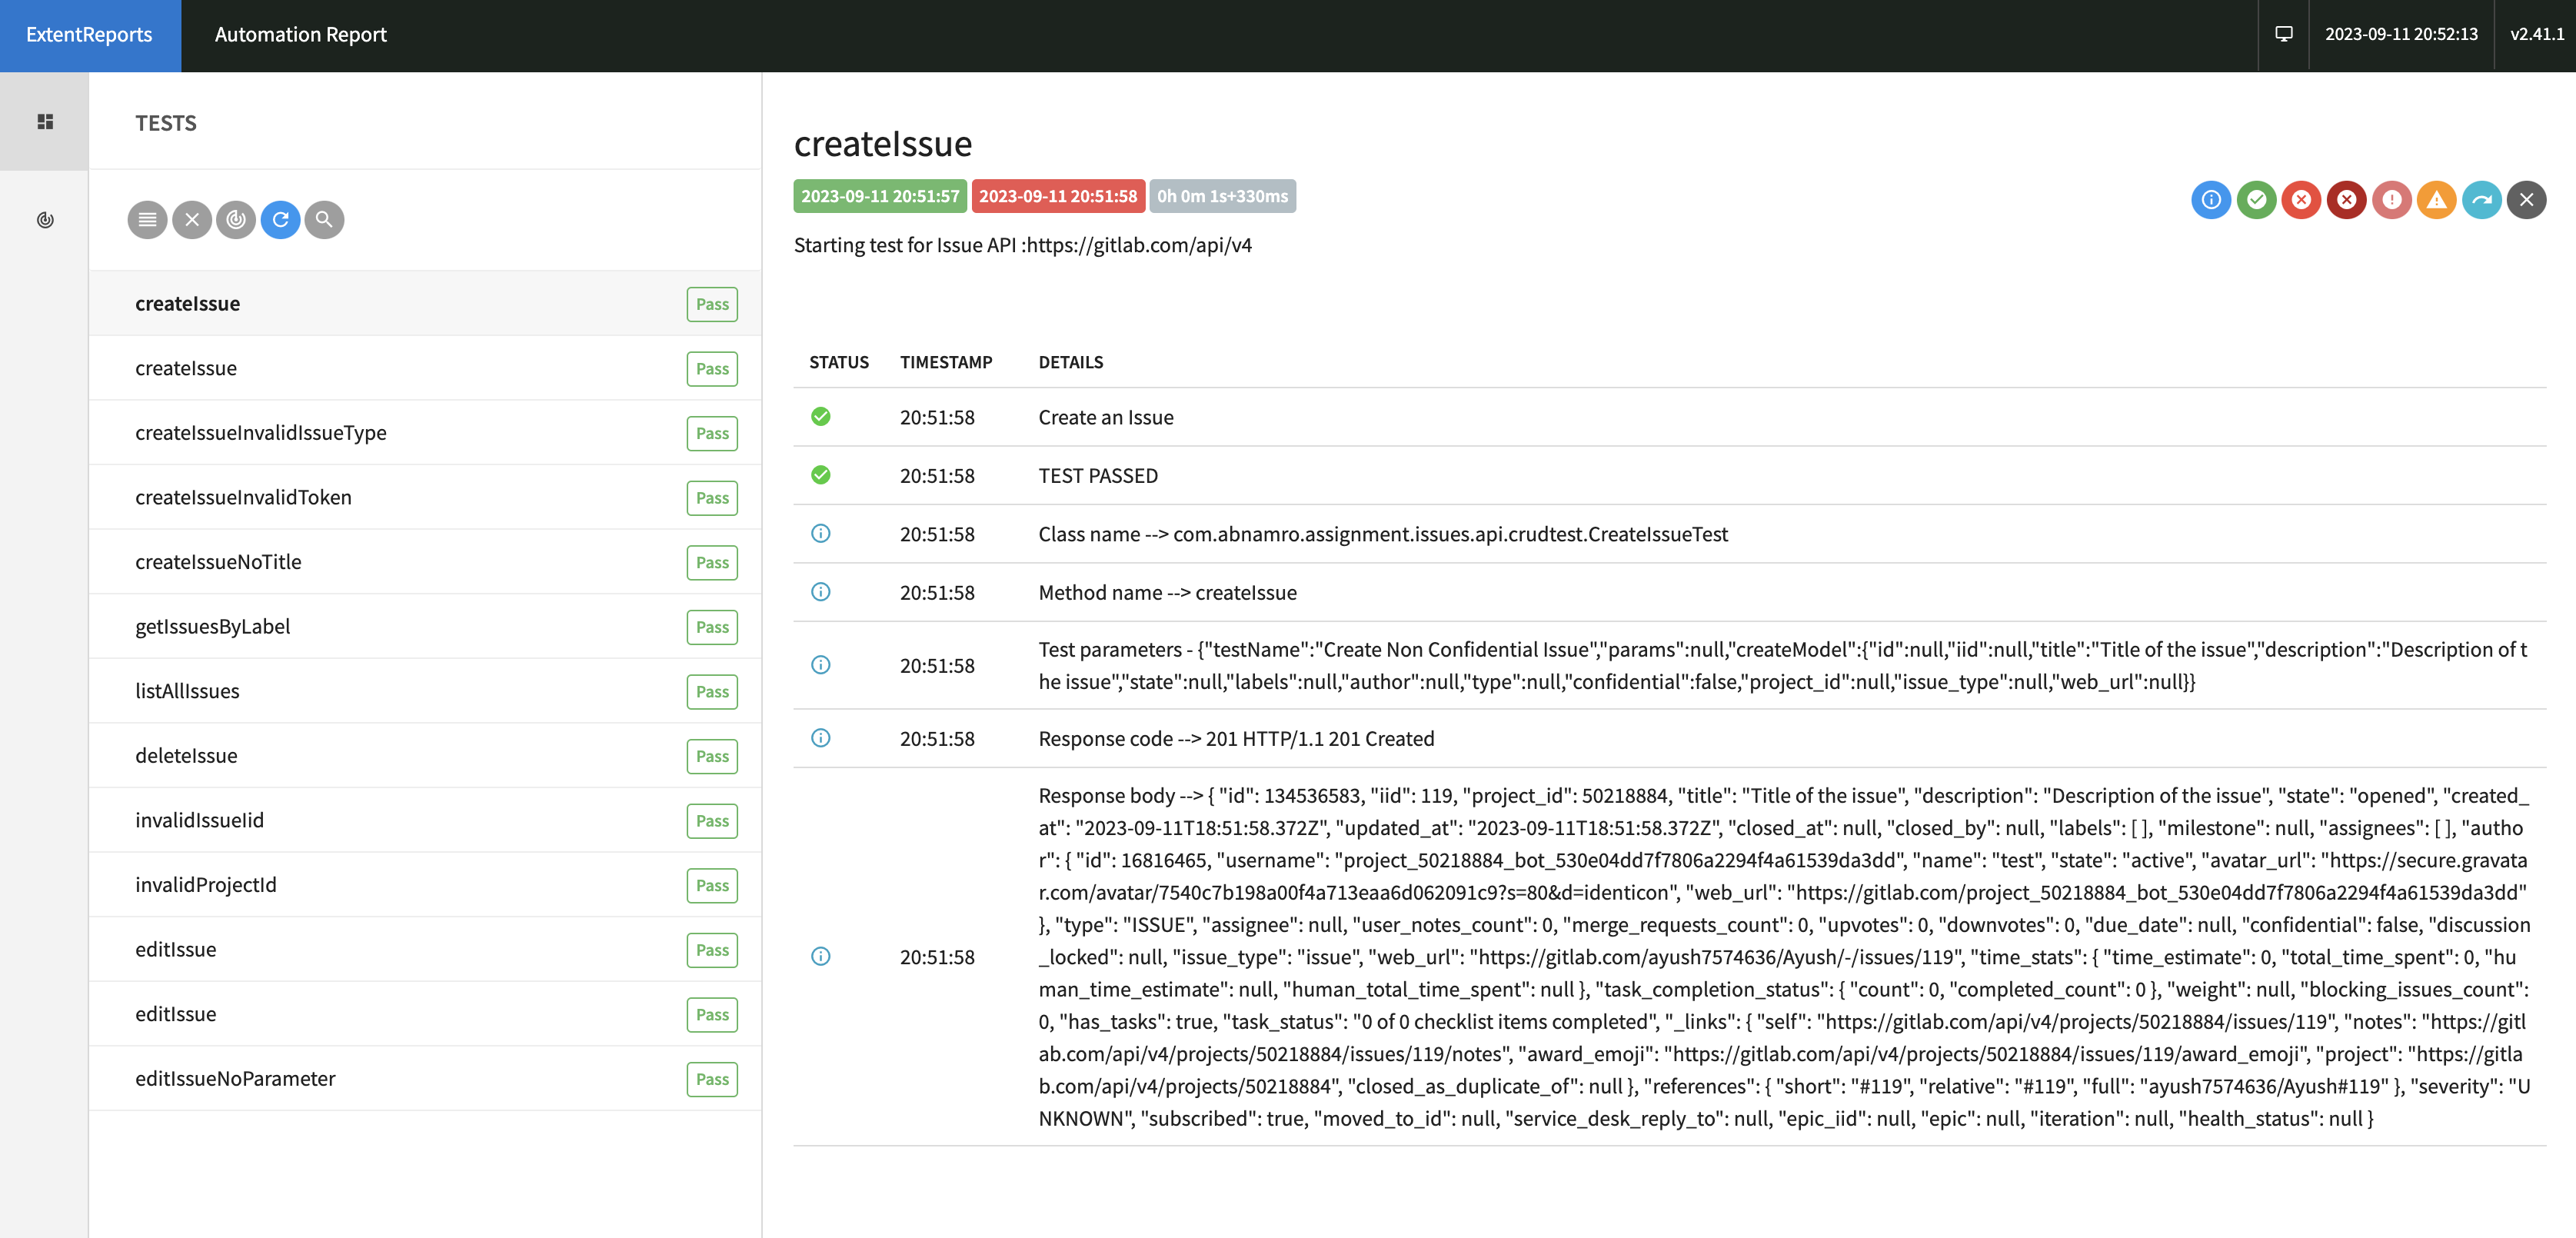 ExtentReports
Automation Report
2023-09-11 20:52:13
v2.41.1
TESTS
createIssue Pass
createIssue Pass
createIssueInvalidIssueType Pass
createIssueInvalidToken Pass
createIssueNoTitle Pass
getIssuesByLabel Pass
listAllIssues Pass
deleteIssue Pass
invalidIssueIid Pass
invalidProjectId Pass
editIssue Pass
editIssue Pass
editIssueNoParameter Pass
createIssue
2023-09-11 20:51:57 2023-09-11 20:51:58 0h 0m 1s+330ms
Starting test for Issue API :https://gitlab.com/api/v4
STATUS TIMESTAMP DETAILS
20:51:58 Create an Issue
20:51:58 TEST PASSED
20:51:58 Class name --> com.abnamro.assignment.issues.api.crudtest.CreateIssueTest
20:51:58 Method name --> createIssue
20:51:58
Test parameters - {"testName":"Create Non Confidential Issue","params":null,"createModel":{"id":null,"iid":null,"title":"Title of the issue","description":"Description of t
he issue","state":null,"labels":null,"author":null,"type":null,"confidential":false,"project_id":null,"issue_type":null,"web_url":null}}
20:51:58 Response code --> 201 HTTP/1.1 201 Created
20:51:58
Response body --> { "id": 134536583, "iid": 119, "project_id": 50218884, "title": "Title of the issue", "description": "Description of the issue", "state": "opened", "created_
at": "2023-09-11T18:51:58.372Z", "updated_at": "2023-09-11T18:51:58.372Z", "closed_at": null, "closed_by": null, "labels": [ ], "milestone": null, "assignees": [ ], "autho
r": { "id": 16816465, "username": "project_50218884_bot_530e04dd7f7806a2294f4a61539da3dd", "name": "test", "state": "active", "avatar_url": "https://secure.gravata
r.com/avatar/7540c7b198a00f4a713eaa6d062091c9?s=80&d=identicon", "web_url": "https://gitlab.com/project_50218884_bot_530e04dd7f7806a2294f4a61539da3dd"
}, "type": "ISSUE", "assignee": null, "user_notes_count": 0, "merge_requests_count": 0, "upvotes": 0, "downvotes": 0, "due_date": null, "confidential": false, "discussion
_locked": null, "issue_type": "issue", "web_url": "https://gitlab.com/ayush7574636/Ayush/-/issues/119", "time_stats": { "time_estimate": 0, "total_time_spent": 0, "hu
man_time_estimate": null, "human_total_time_spent": null }, "task_completion_status": { "count": 0, "completed_count": 0 }, "weight": null, "blocking_issues_count":
0, "has_tasks": true, "task_status": "0 of 0 checklist items completed", "_links": { "self": "https://gitlab.com/api/v4/projects/50218884/issues/119", "notes": "https://gitl
ab.com/api/v4/projects/50218884/issues/119/notes", "award_emoji": "https://gitlab.com/api/v4/projects/50218884/issues/119/award_emoji", "project": "https://gitla
b.com/api/v4/projects/50218884", "closed_as_duplicate_of": null }, "references": { "short": "#119", "relative": "#119", "full": "ayush7574636/Ayush#119" }, "severity": "U
NKNOWN", "subscribed": true, "moved_to_id": null, "service_desk_reply_to": null, "epic_iid": null, "epic": null, "iteration": null, "health_status": null }